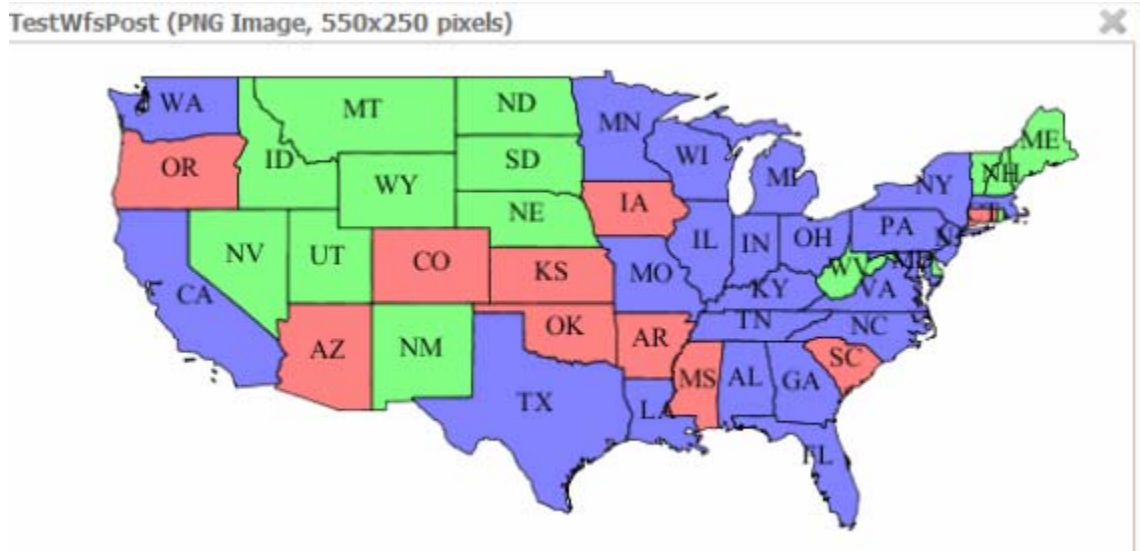 TestWfsPost (PNG Image, 550x250 pixels)
WA
MT
ND
MN
ME
OR
ID
SD
WI
MI
NH
WY
NY
NE
IA
NV
UT
CO
KS
MO
IL
IN
OH
PA
NJ
CA
KY
WV
MD
VA
AZ
NM
OK
AR
TN
NC
SC
MS
AL
GA
TX
LA
FL